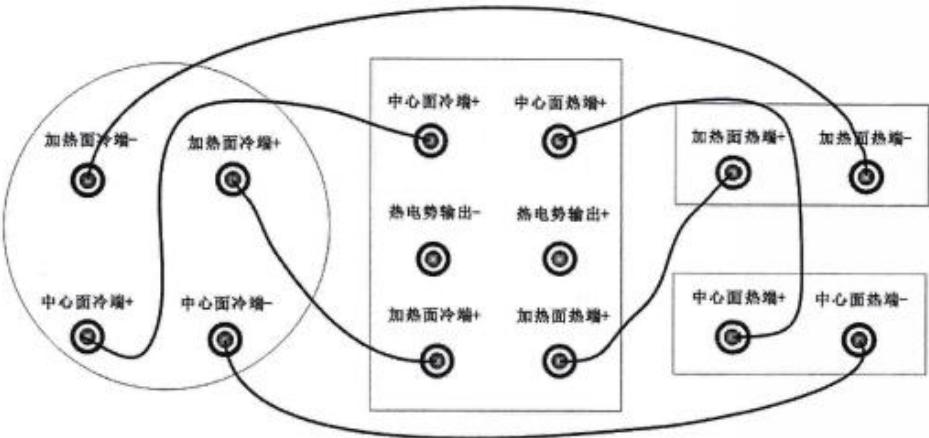 中心面冷端+ 中心面热端+
加热面冷端- 加热面冷端+ 加热面热端+ 加热面热端-
热电势输出- 热电势输出+
中心面冷端+ 中心面冷端- 中心面热端+ 中心面热端-
加热面冷端+ 加热面热端+